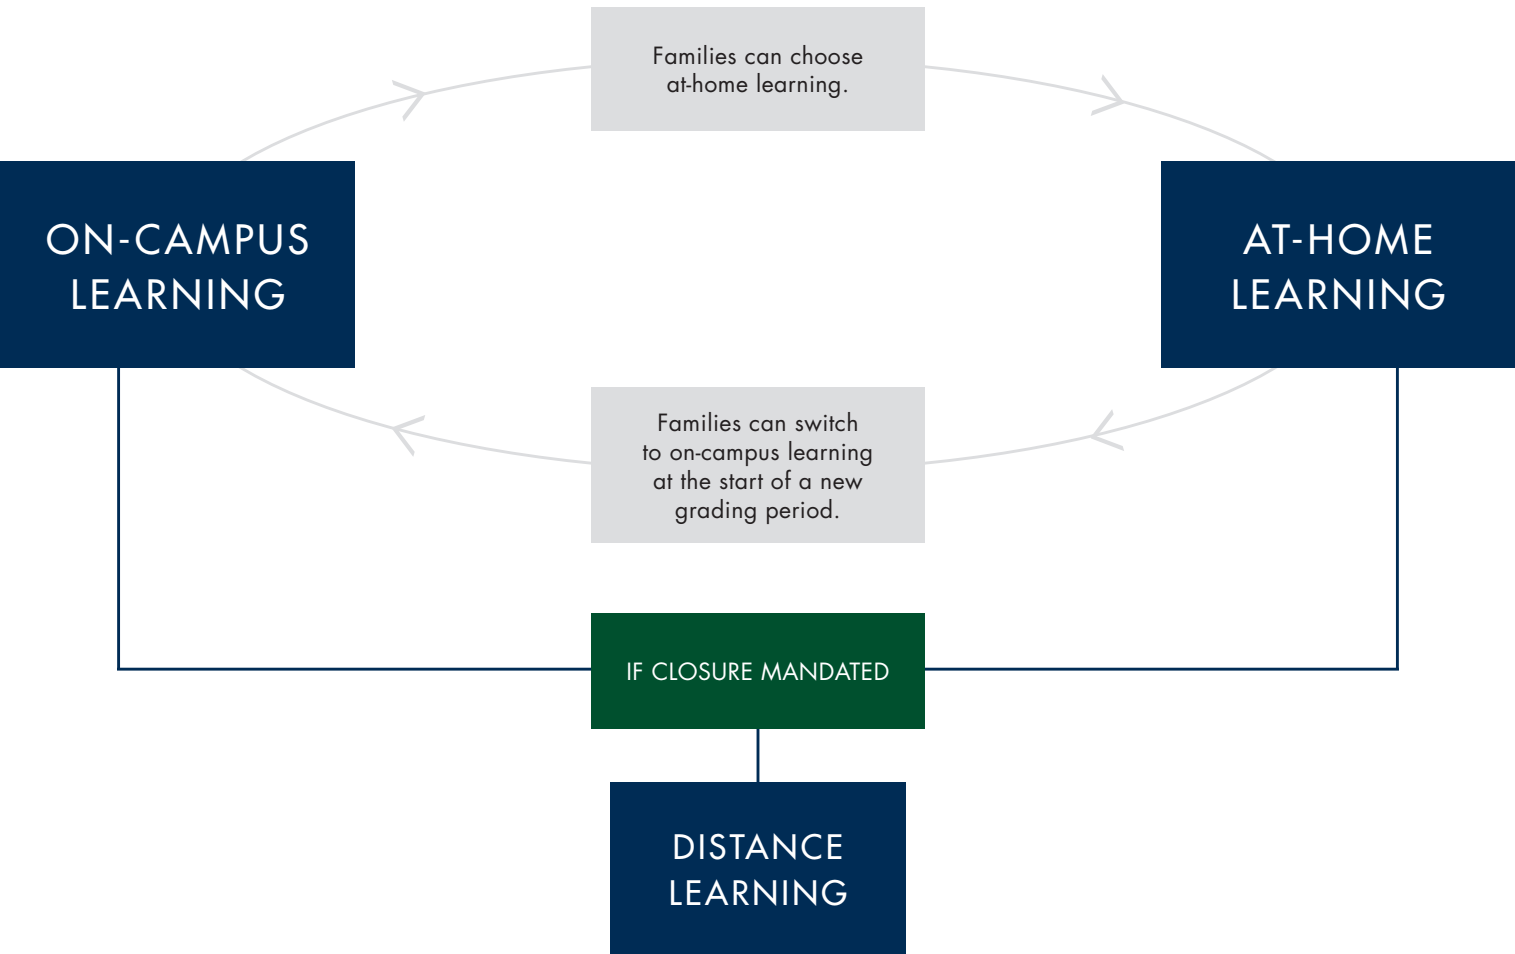 Families can choose
at-home learning.
ON-CAMPUS
LEARNING
AT-HOME
LEARNING
Families can switch
to on-campus learning
at the start of a new
grading period.
IF CLOSURE MANDATED
DISTANCE
LEARNING